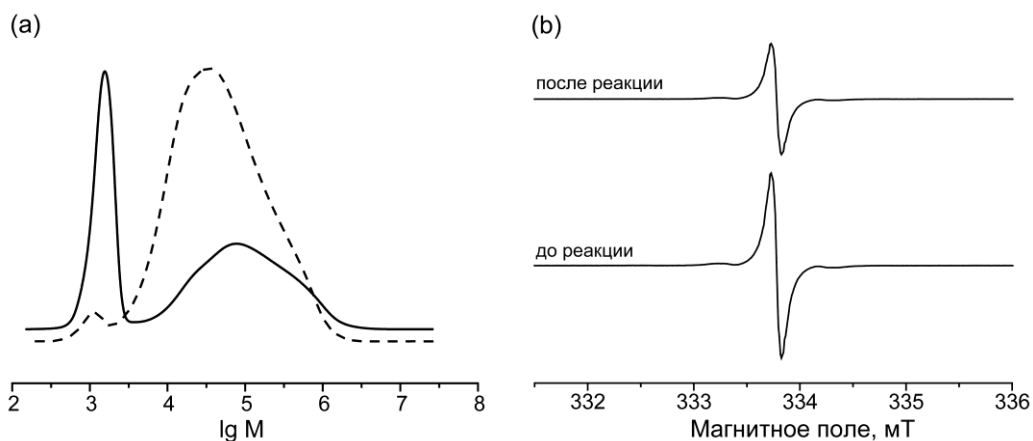 (a)
2 3 4 5 6 7 8
lg M
(b)
после реакции
до реакции
332 333 334 335 336
Магнитное поле, мТ